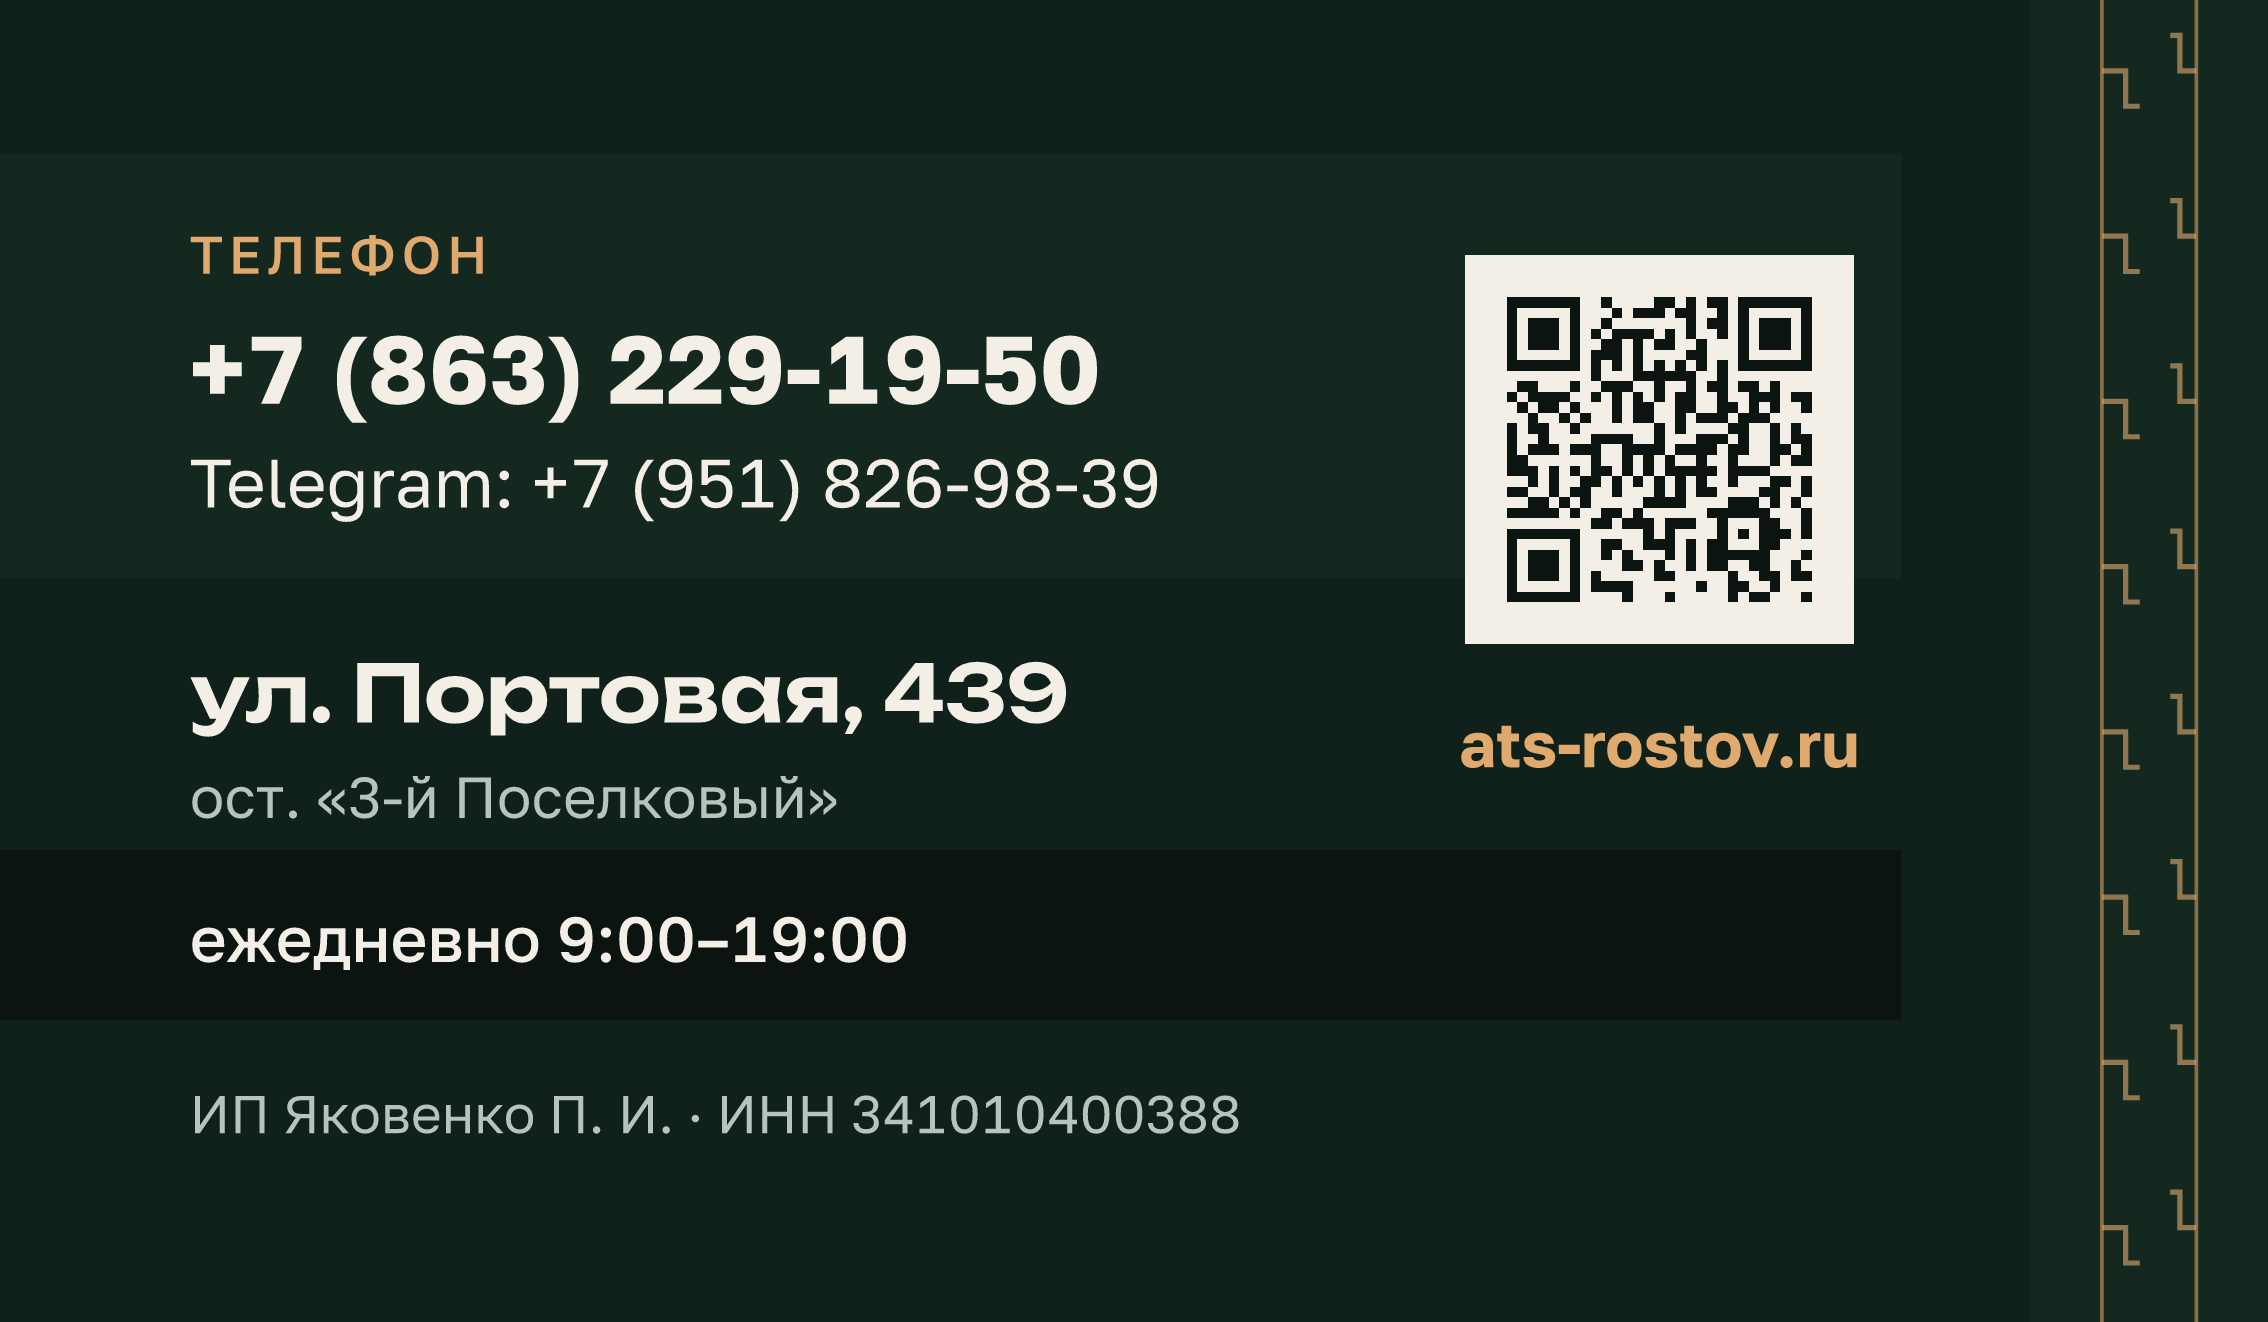 ТЕЛЕФОН
+7 (863) 229-19-50
Telegram: +7 (951) 826-98-39
ул. Портовая, 439
ост. «3-й Поселковый»
ats-rostov.ru
ежедневно 9:00–19:00
ИП Яковенко П. И. · ИНН 341010400388